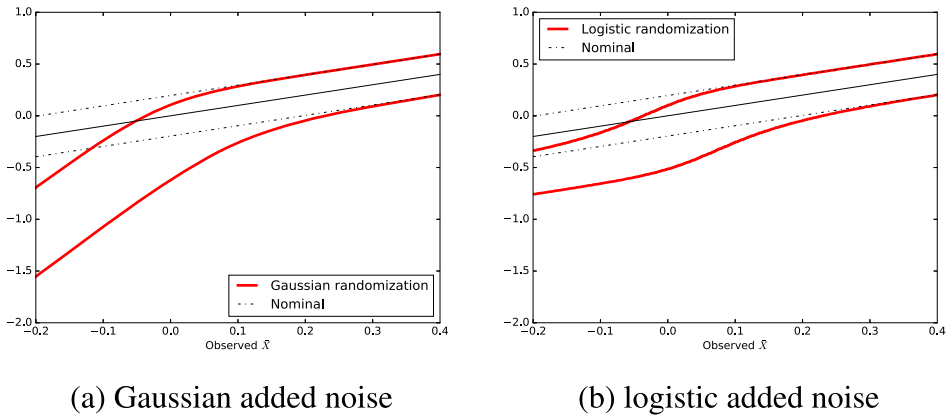 1.0
0.5
0.0
−0.5
−1.0
−1.5
−2.0
−0.2 −0.1 0.0 0.1 0.2 0.3 0.4
Observed X̄
Gaussian randomization
Nominal
(a) Gaussian added noise
1.0
0.5
0.0
−0.5
−1.0
−1.5
−2.0
−0.2 −0.1 0.0 0.1 0.2 0.3 0.4
Observed X̄
Logistic randomization
Nominal
(b) logistic added noise